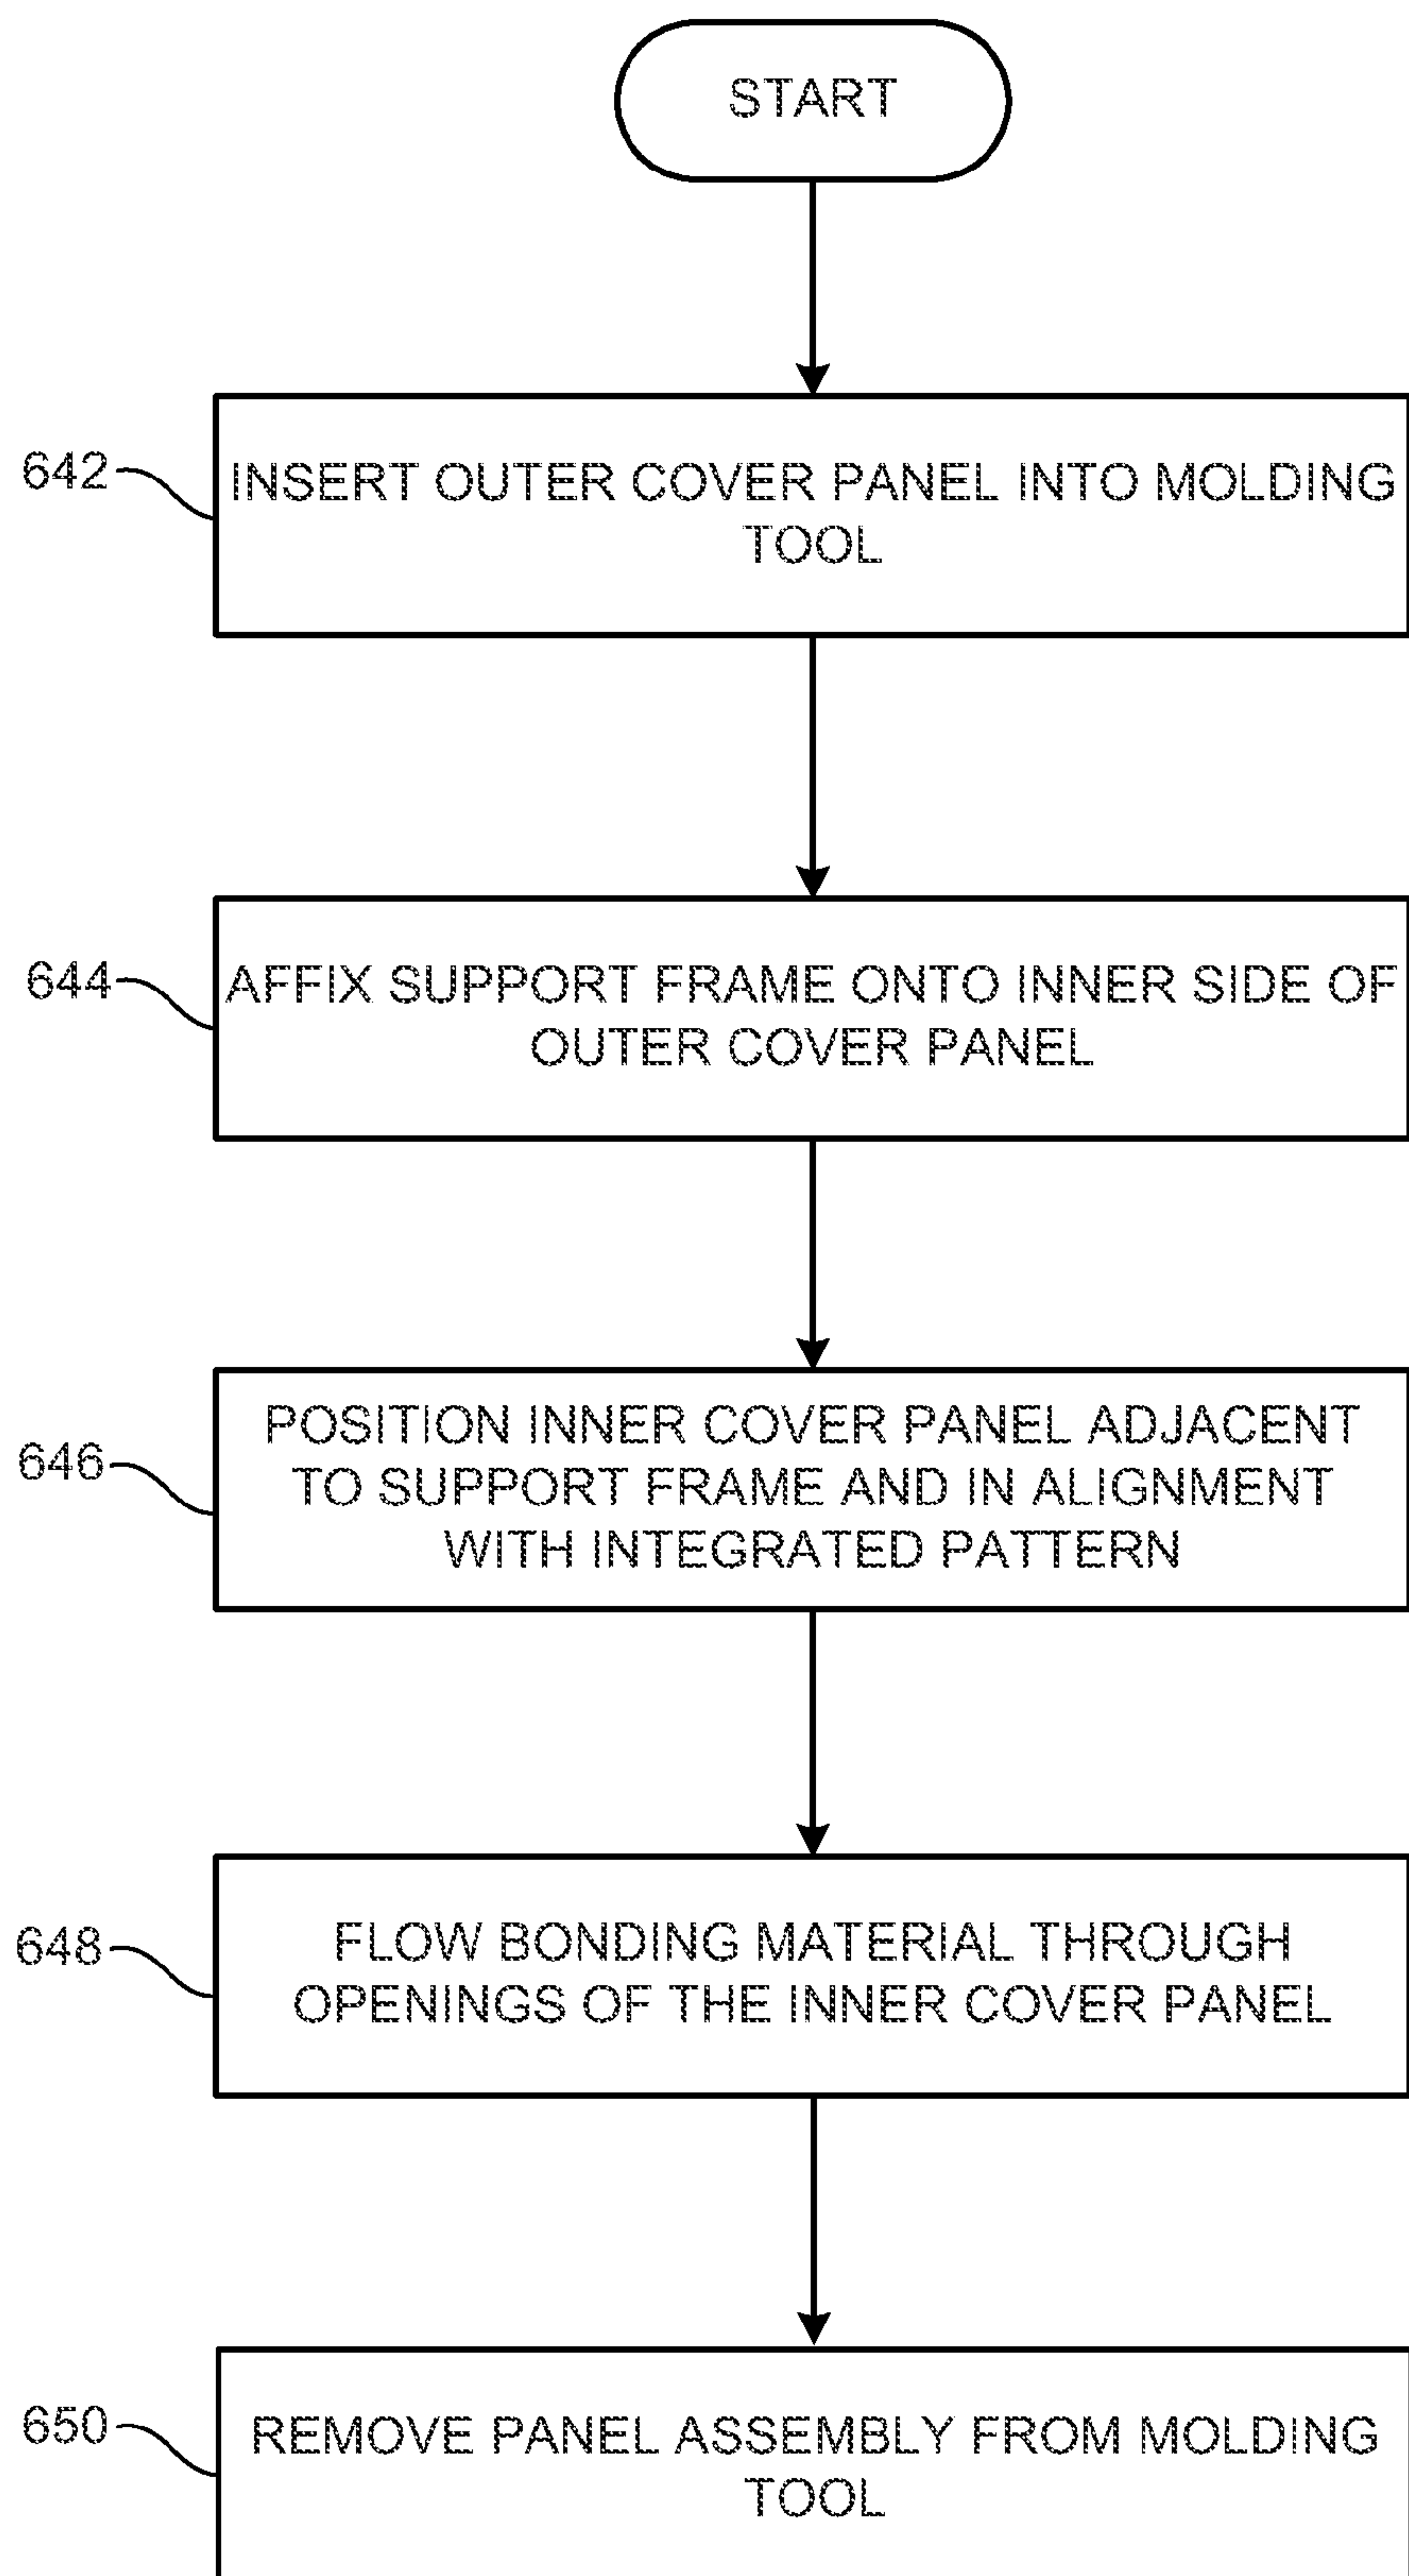 START
642
INSERT OUTER COVER PANEL INTO MOLDING
TOOL
644
AFFIX SUPPORT FRAME ONTO INNER SIDE OF
OUTER COVER PANEL
646
POSITION INNER COVER PANEL ADJACENT
TO SUPPORT FRAME AND IN ALIGNMENT
WITH INTEGRATED PATTERN
648
FLOW BONDING MATERIAL THROUGH
OPENINGS OF THE INNER COVER PANEL
650
REMOVE PANEL ASSEMBLY FROM MOLDING
TOOL